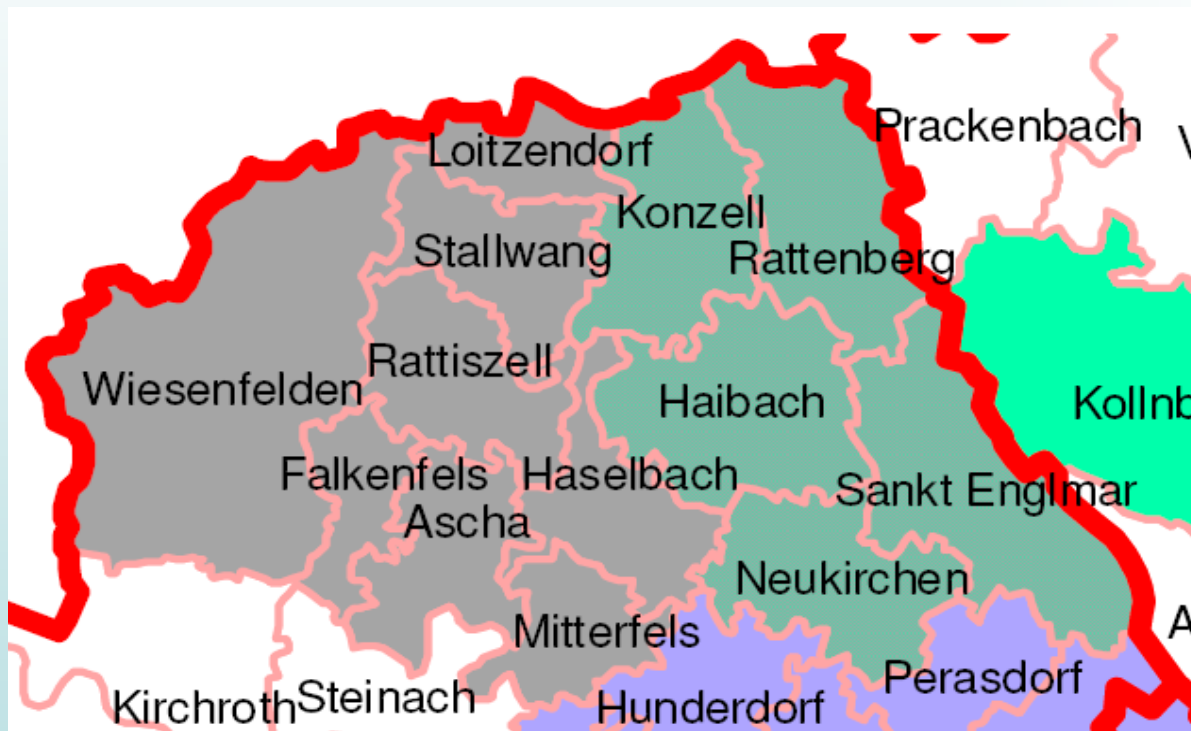 Prackenbach
Loitzendorf
Konzell
Stallwang
Rattenberg
Rattiszell
Wiesenfelden
Haibach
Kollnb
Falkenfels
Haselbach
Sankt Englmar
Ascha
Neukirchen
Mitterfels
Perasdorf
Steinach
Kirchroth
Hunderdorf